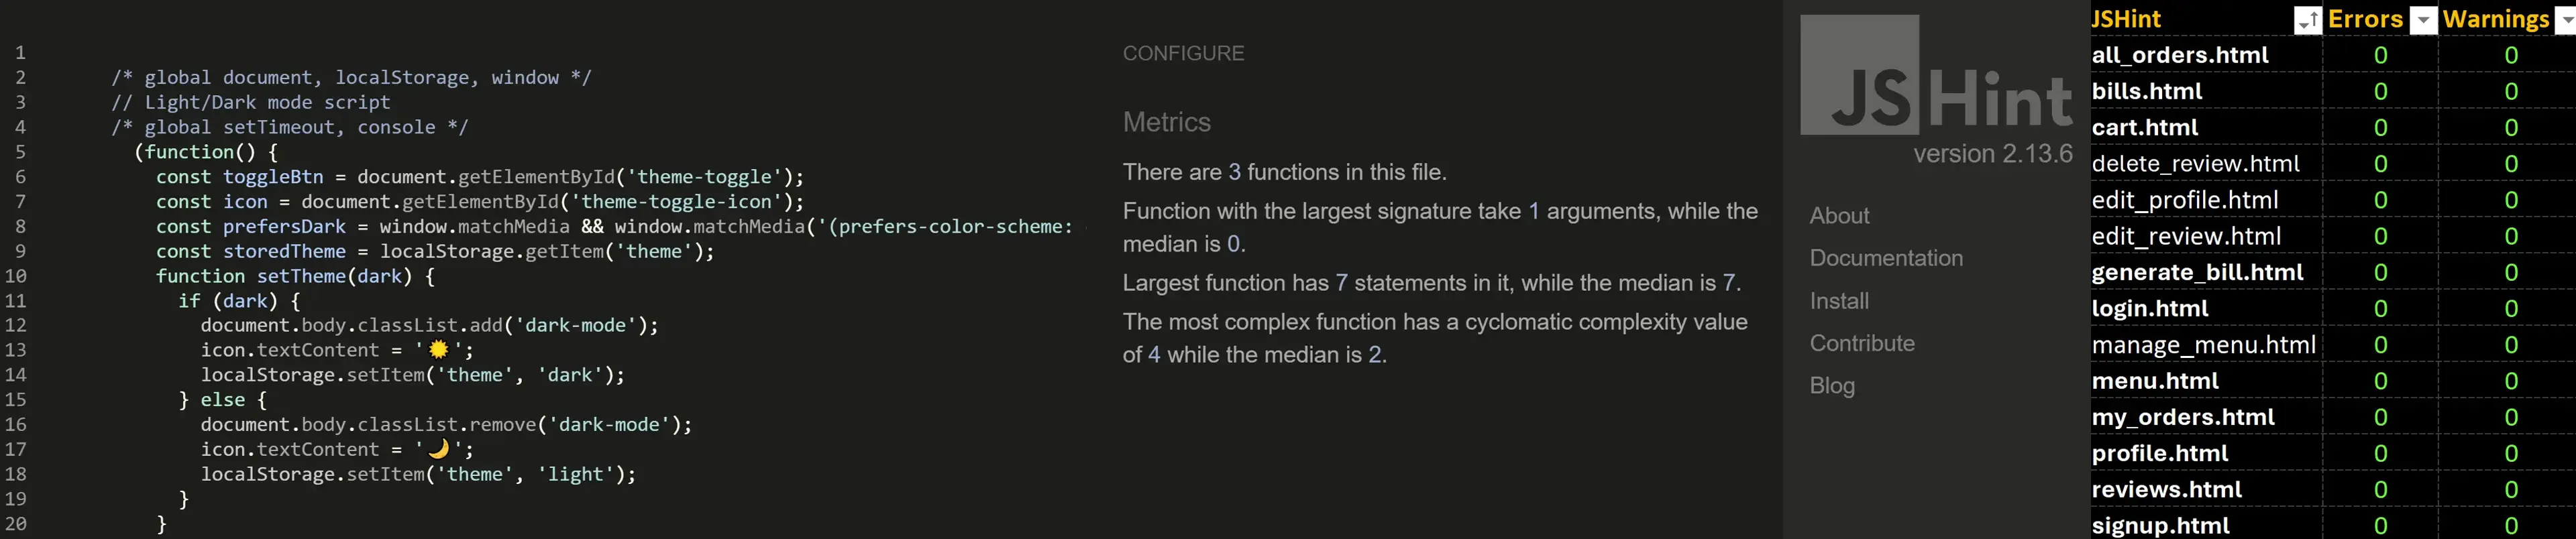 1
2 /* global document, localStorage, window */
3 // Light/Dark mode script
4 /* global setTimeout, console */
5 (function() {
6 const toggleBtn = document.getElementById('theme-toggle');
7 const icon = document.getElementById('theme-toggle-icon');
8 const prefersDark = window.matchMedia && window.matchMedia('(prefers-color-scheme:
9 const storedTheme = localStorage.getItem('theme');
10 function setTheme(dark) {
11 if (dark) {
12 document.body.classList.add('dark-mode');
13 icon.textContent = '☀️';
14 localStorage.setItem('theme', 'dark');
15 } else {
16 document.body.classList.remove('dark-mode');
17 icon.textContent = '🌙';
18 localStorage.setItem('theme', 'light');
19 }
20 }
CONFIGURE
Metrics
There are 3 functions in this file.
Function with the largest signature take 1 arguments, while the
median is 0.
Largest function has 7 statements in it, while the median is 7.
The most complex function has a cyclomatic complexity value
of 4 while the median is 2.
JSHint
version 2.13.6
About
Documentation
Install
Contribute
Blog
JSHint Errors Warnings
all_orders.html 0 0
bills.html 0 0
cart.html 0 0
delete_review.html 0 0
edit_profile.html 0 0
edit_review.html 0 0
generate_bill.html 0 0
login.html 0 0
manage_menu.html 0 0
menu.html 0 0
my_orders.html 0 0
profile.html 0 0
reviews.html 0 0
signup.html 0 0